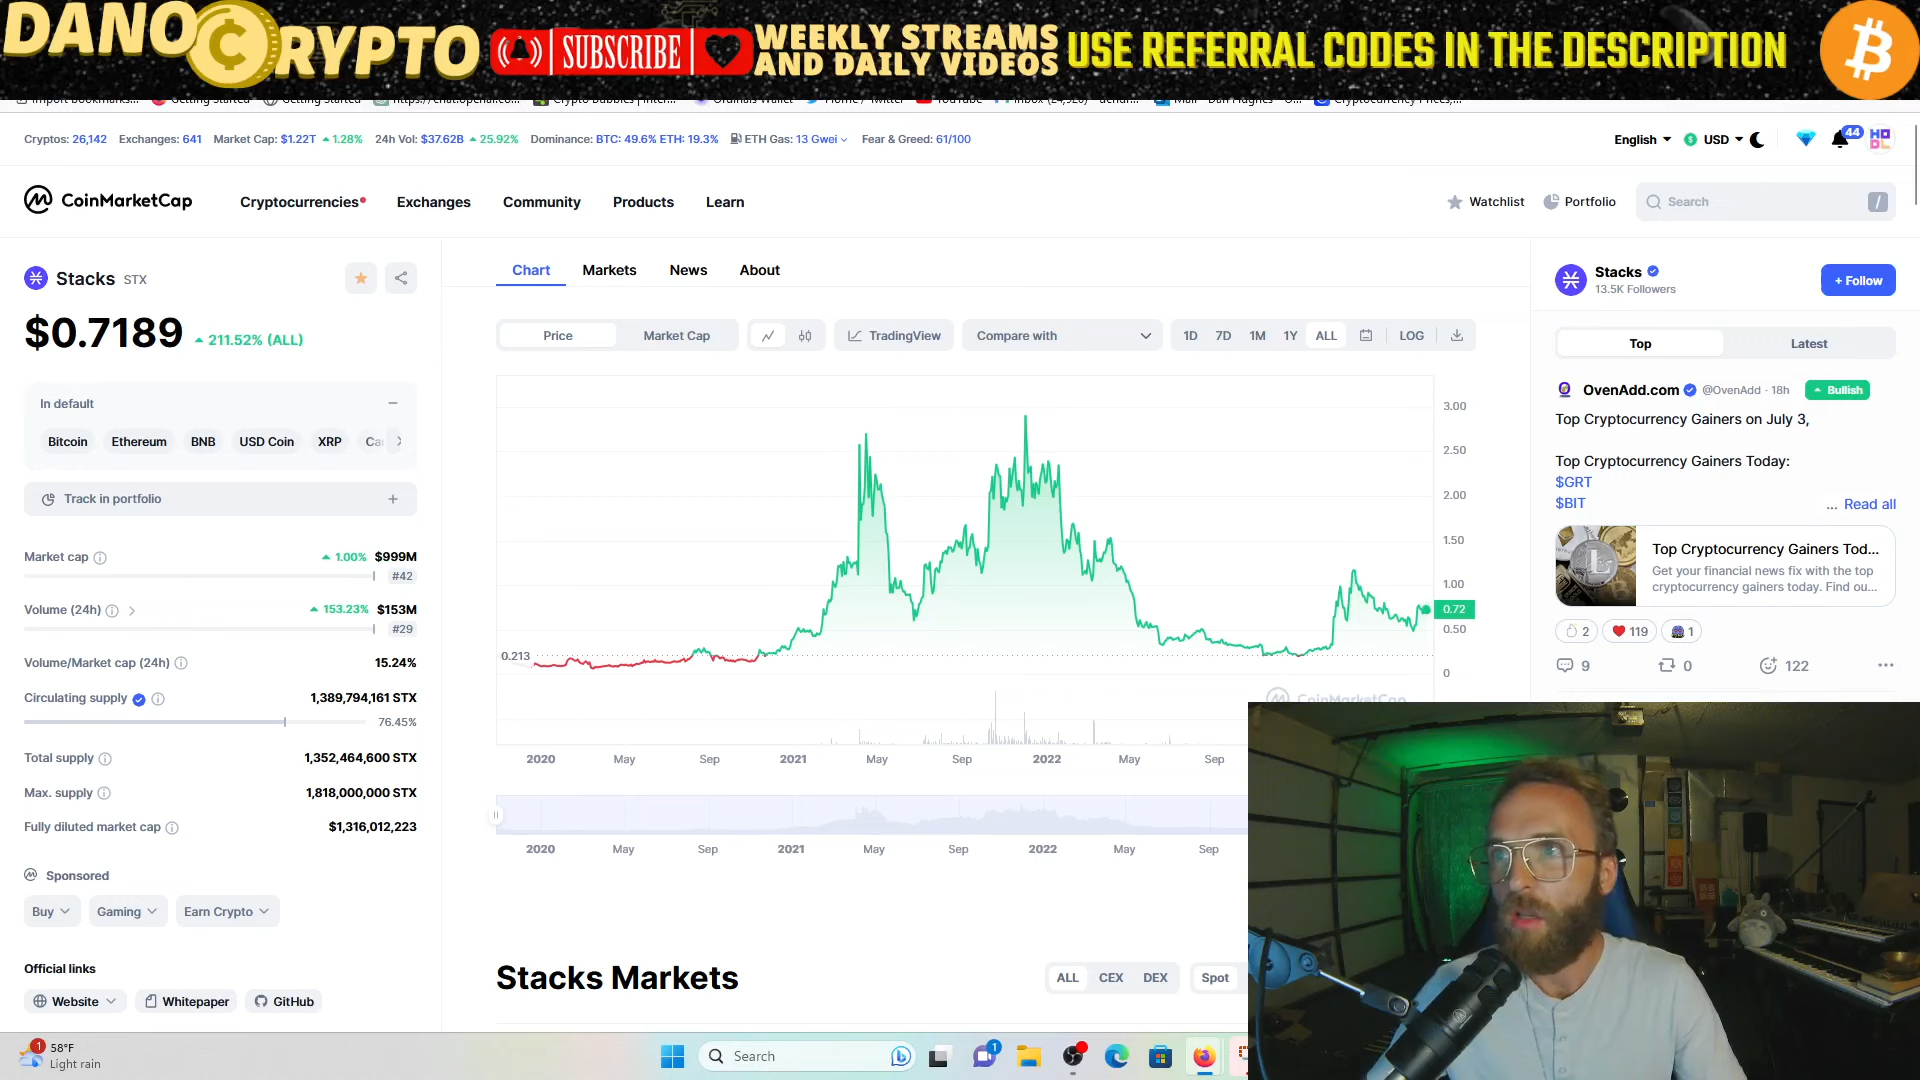 DANO CRYPTO
SUBSCRIBE
WEEKLY STREAMS
AND DAILY VIDEOS
USE REFERRAL CODES IN THE DESCRIPTION
Cryptos: 26,142 Exchanges: 641 Market Cap: $1.22T 1.28% 24h Vol: $37.62B 25.92% Dominance: BTC: 49.6% ETH: 19.3% ETH Gas: 13 Gwei Fear & Greed: 61/100
English USD 44
CoinMarketCap
Cryptocurrencies Exchanges Community Products Learn
Watchlist Portfolio Search /
Stacks STX
$0.7189 211.52% (ALL)
In default
Bitcoin Ethereum BNB USD Coin XRP
Track in portfolio +
Market cap 1.00% $999M
#42
Volume (24h) 153.23% $153M
#29
Volume/Market cap (24h) 15.24%
Circulating supply 1,389,794,161 STX
76.45%
Total supply 1,352,464,600 STX
Max. supply 1,818,000,000 STX
Fully diluted market cap $1,316,012,223
Sponsored
Buy Gaming Earn Crypto
Official links
Website Whitepaper GitHub
Chart Markets News About
Price Market Cap TradingView Compare with 1D 7D 1M 1Y ALL LOG
3.00
2.50
2.00
1.50
1.00
0.72
0.50
0
0.213
CoinMarketCap
2020 May Sep 2021 May Sep 2022 May Sep
2020 May Sep 2021 May Sep 2022 May Sep
Stacks Markets
ALL CEX DEX Spot
Stacks
13.5K Followers
+ Follow
Top Latest
OvenAdd.com @OvenAdd · 18h Bullish
Top Cryptocurrency Gainers on July 3,
Top Cryptocurrency Gainers Today:
$GRT
$BIT
... Read all
Top Cryptocurrency Gainers Tod...
Get your financial news fix with the top
cryptocurrency gainers today. Find ou...
2 119 1
9 0 122
1 58°F
Light rain
Search
1